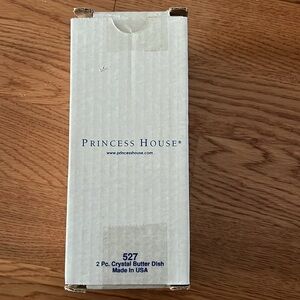 PRINCESS HOUSE®
www.princesshouse.com
527
2 Pc. Crystal Butter Dish
Made In USA